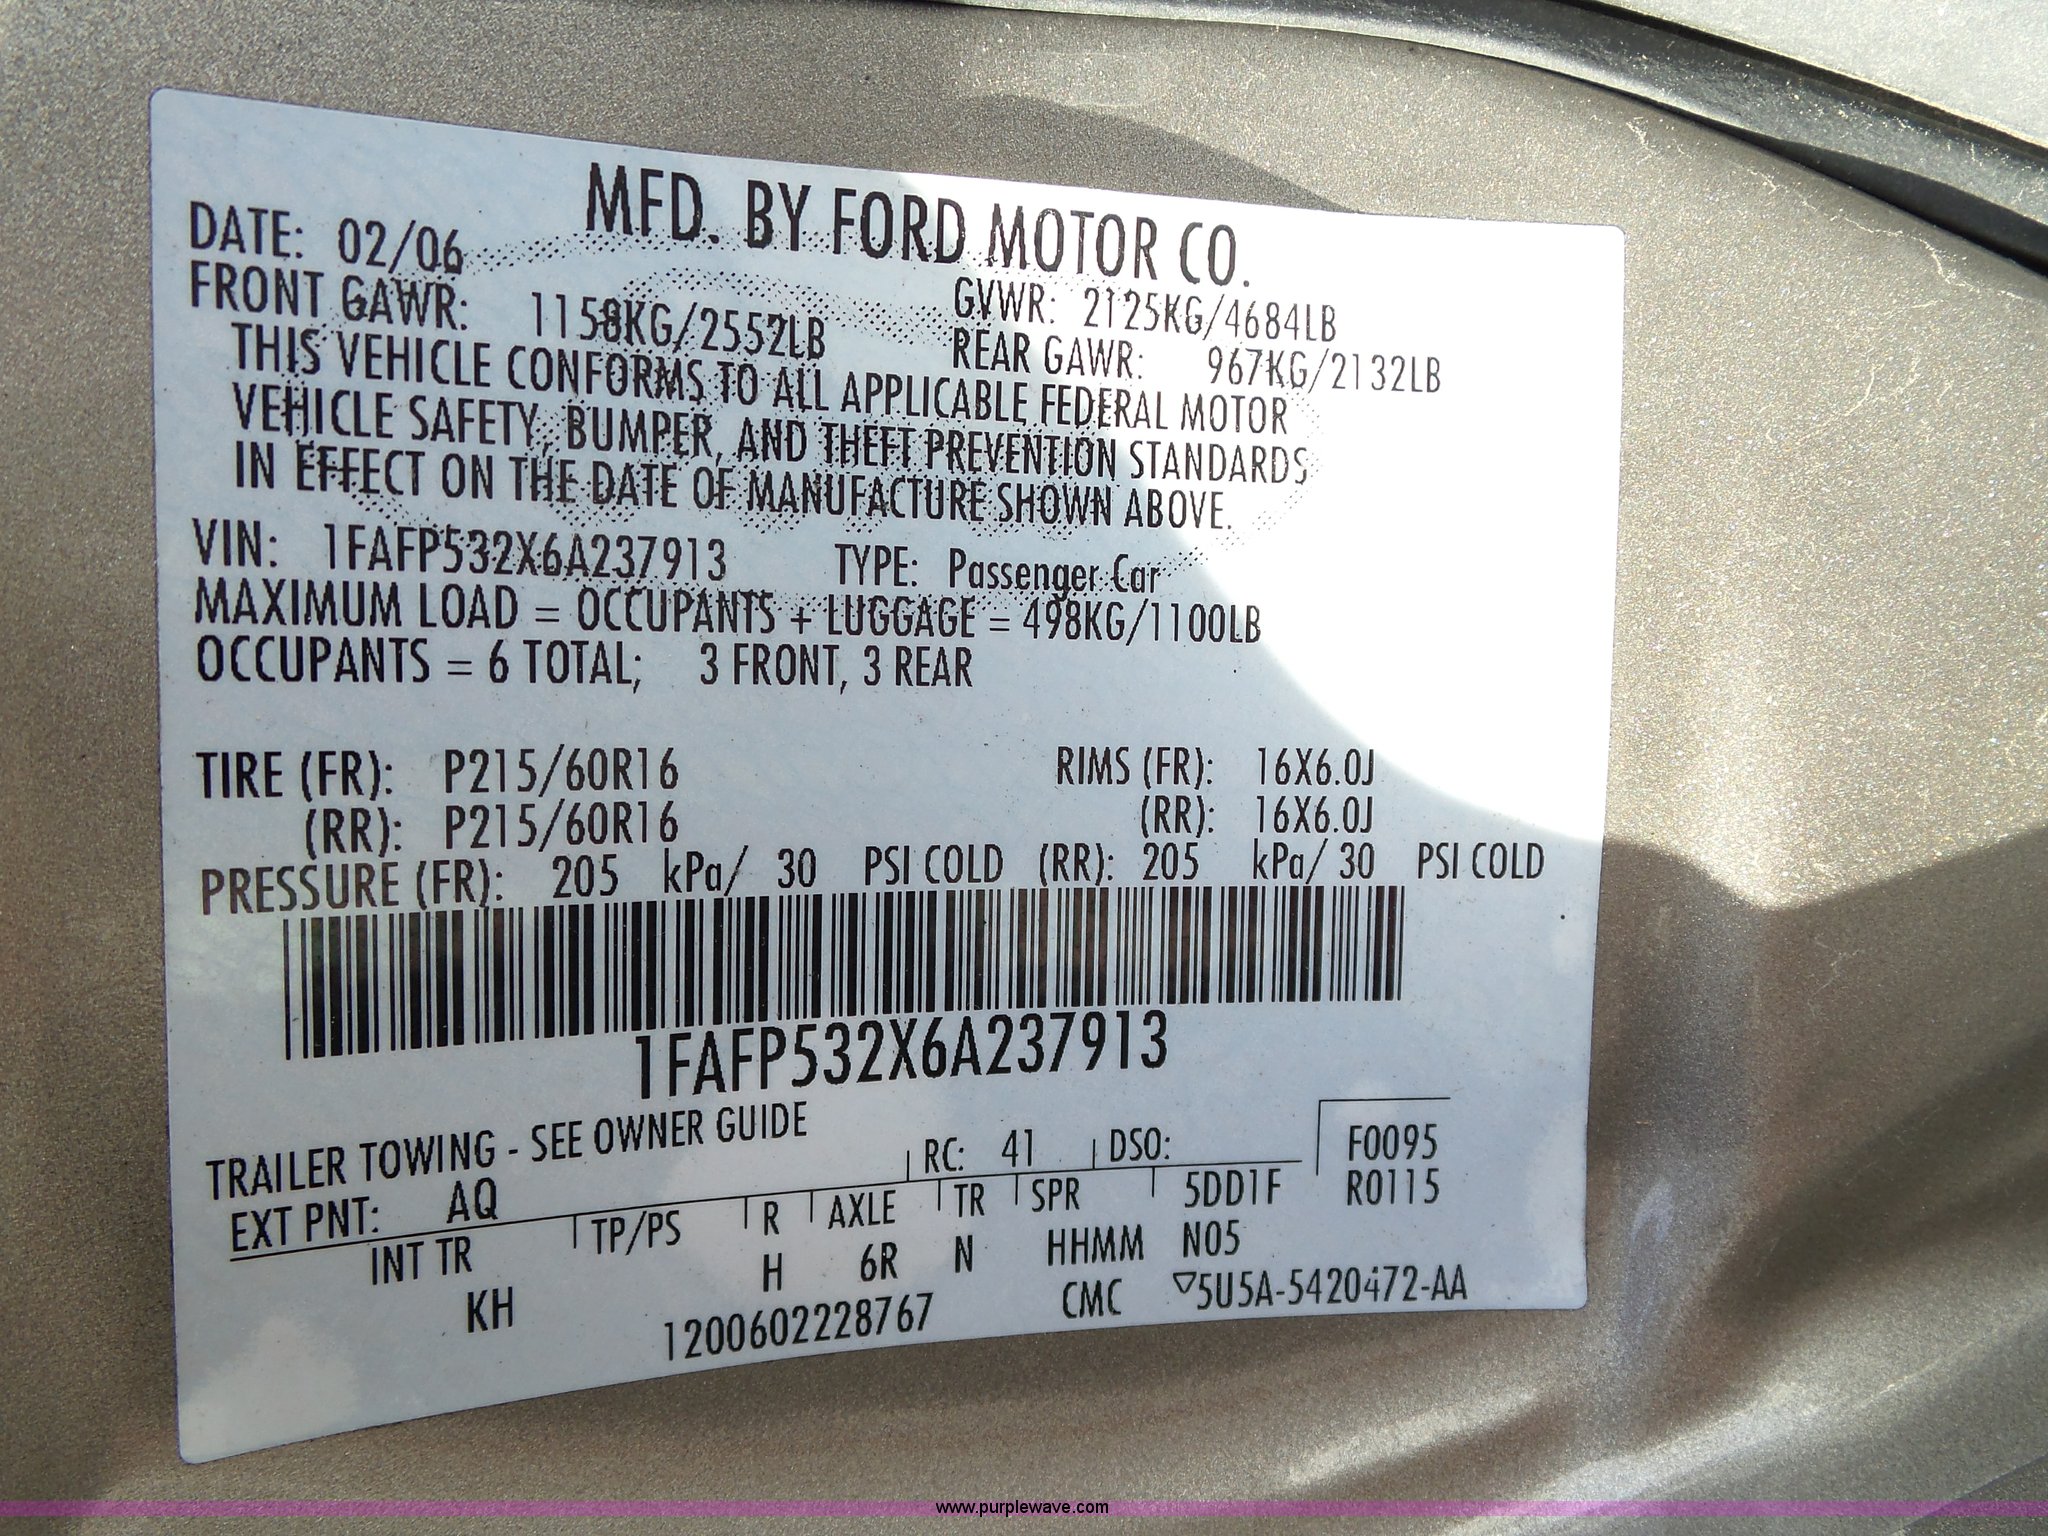 MFD. BY FORD MOTOR CO.
DATE: 02/06
GVWR: 2125KG/4684LB
FRONT GAWR: 1158KG/2552LB
REAR GAWR: 967KG/2132LB
THIS VEHICLE CONFORMS TO ALL APPLICABLE FEDERAL MOTOR
VEHICLE SAFETY, BUMPER, AND THEFT PREVENTION STANDARDS
IN EFFECT ON THE DATE OF MANUFACTURE SHOWN ABOVE.
VIN: 1FAFP532X6A237913 TYPE: Passenger Car
MAXIMUM LOAD = OCCUPANTS + LUGGAGE = 498KG/1100LB
OCCUPANTS = 6 TOTAL; 3 FRONT, 3 REAR
TIRE (FR): P215/60R16 RIMS (FR): 16X6.0J
(RR): P215/60R16 (RR): 16X6.0J
PRESSURE (FR): 205 kPa/ 30 PSI COLD (RR): 205 kPa/ 30 PSI COLD
1FAFP532X6A237913
TRAILER TOWING - SEE OWNER GUIDE
EXT PNT: AQ RC: 41 DSO: F0095
INT TR TP/PS R AXLE TR SPR 5DD1F R0115
KH H 6R N HHMM N05
1200602228767 CMC ▽5U5A-5420472-AA
www.purplewave.com